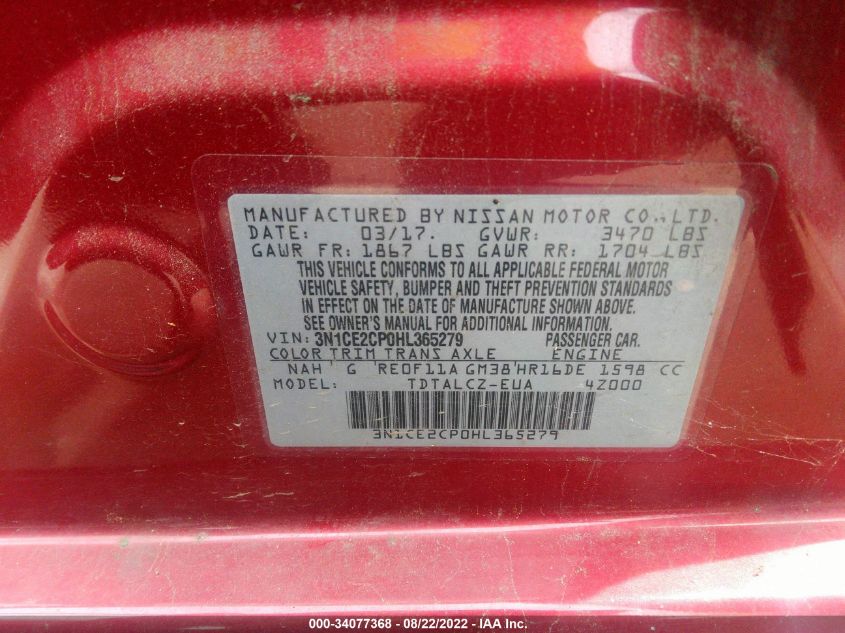 MANUFACTURED BY NISSAN MOTOR CO., LTD.
DATE: 03/17. GVWR: 3470 LBS
GAWR FR: 1867 LBS GAWR RR: 1704 LBS
THIS VEHICLE CONFORMS TO ALL APPLICABLE FEDERAL MOTOR
VEHICLE SAFETY, BUMPER AND THEFT PREVENTION STANDARDS
IN EFFECT ON THE DATE OF MANUFACTURE SHOWN ABOVE.
SEE OWNER'S MANUAL FOR ADDITIONAL INFORMATION.
VIN: 3N1CE2CP0HL365279 PASSENGER CAR.
COLOR TRIM TRANS AXLE ENGINE
NAH G RE0F11A GM38 HR16DE 1598 CC
MODEL: TDTALCZ-EUA 4Z000
3N1CE2CP0HL365279
000-34077368 | 08/22/2022 | IAA Inc.